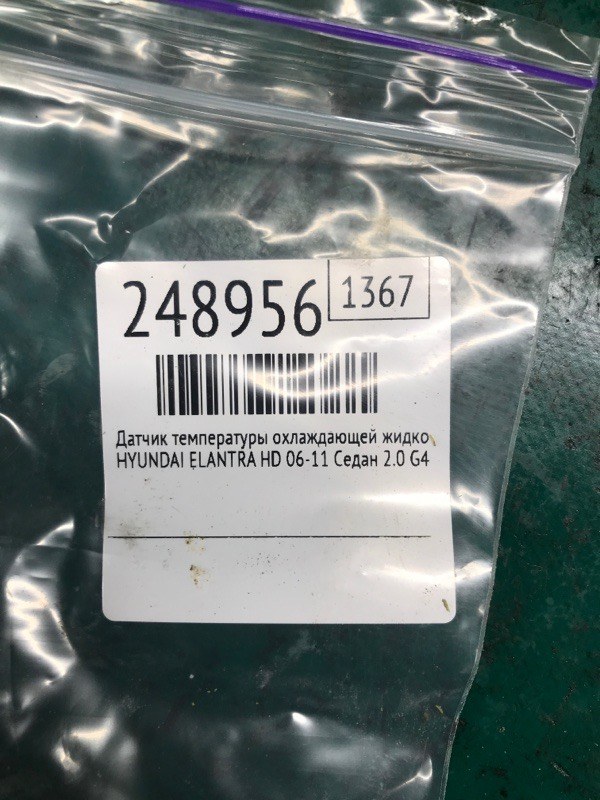 248956 1367
Датчик температуры охлаждающей жидко
HYUNDAI ELANTRA HD 06-11 Седан 2.0 G4